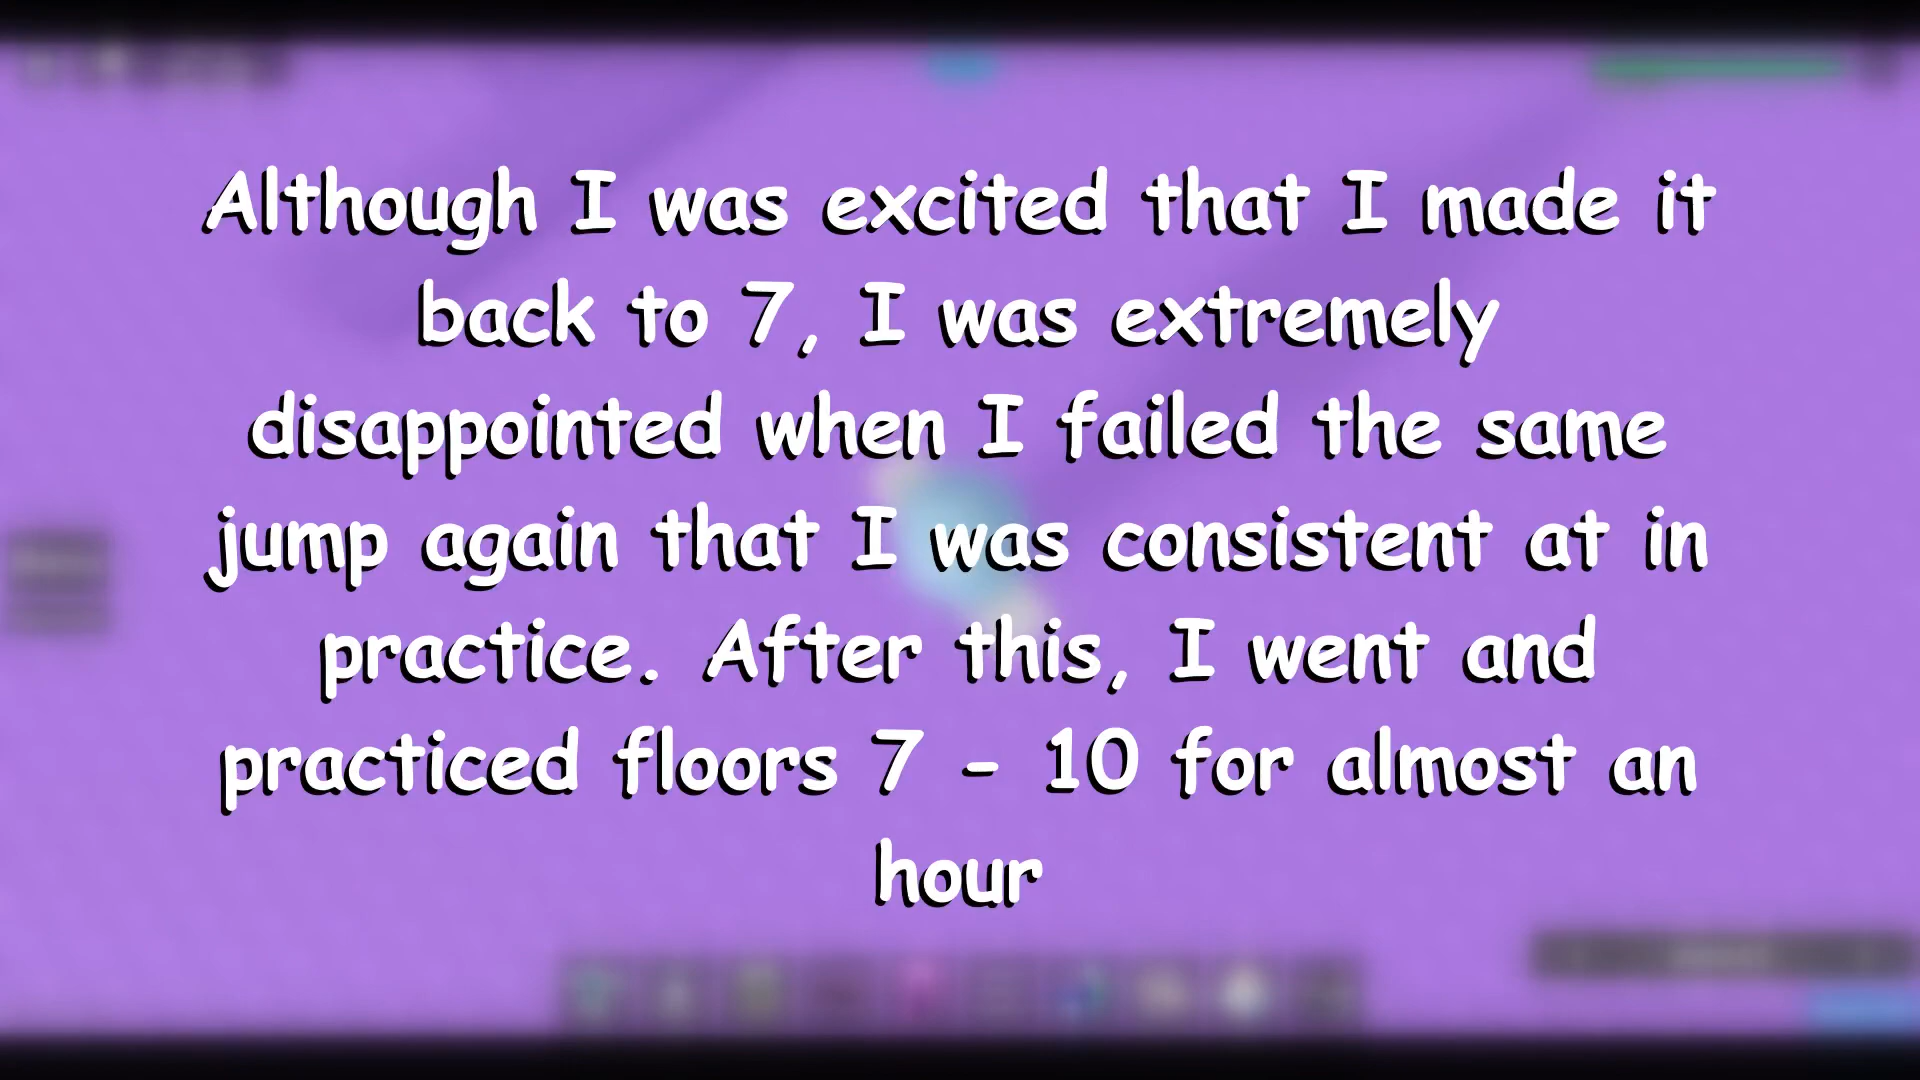 Although I was excited that I made it
back to 7, I was extremely
disappointed when I failed the same
jump again that I was consistent at in
practice. After this, I went and
practiced floors 7 - 10 for almost an
hour